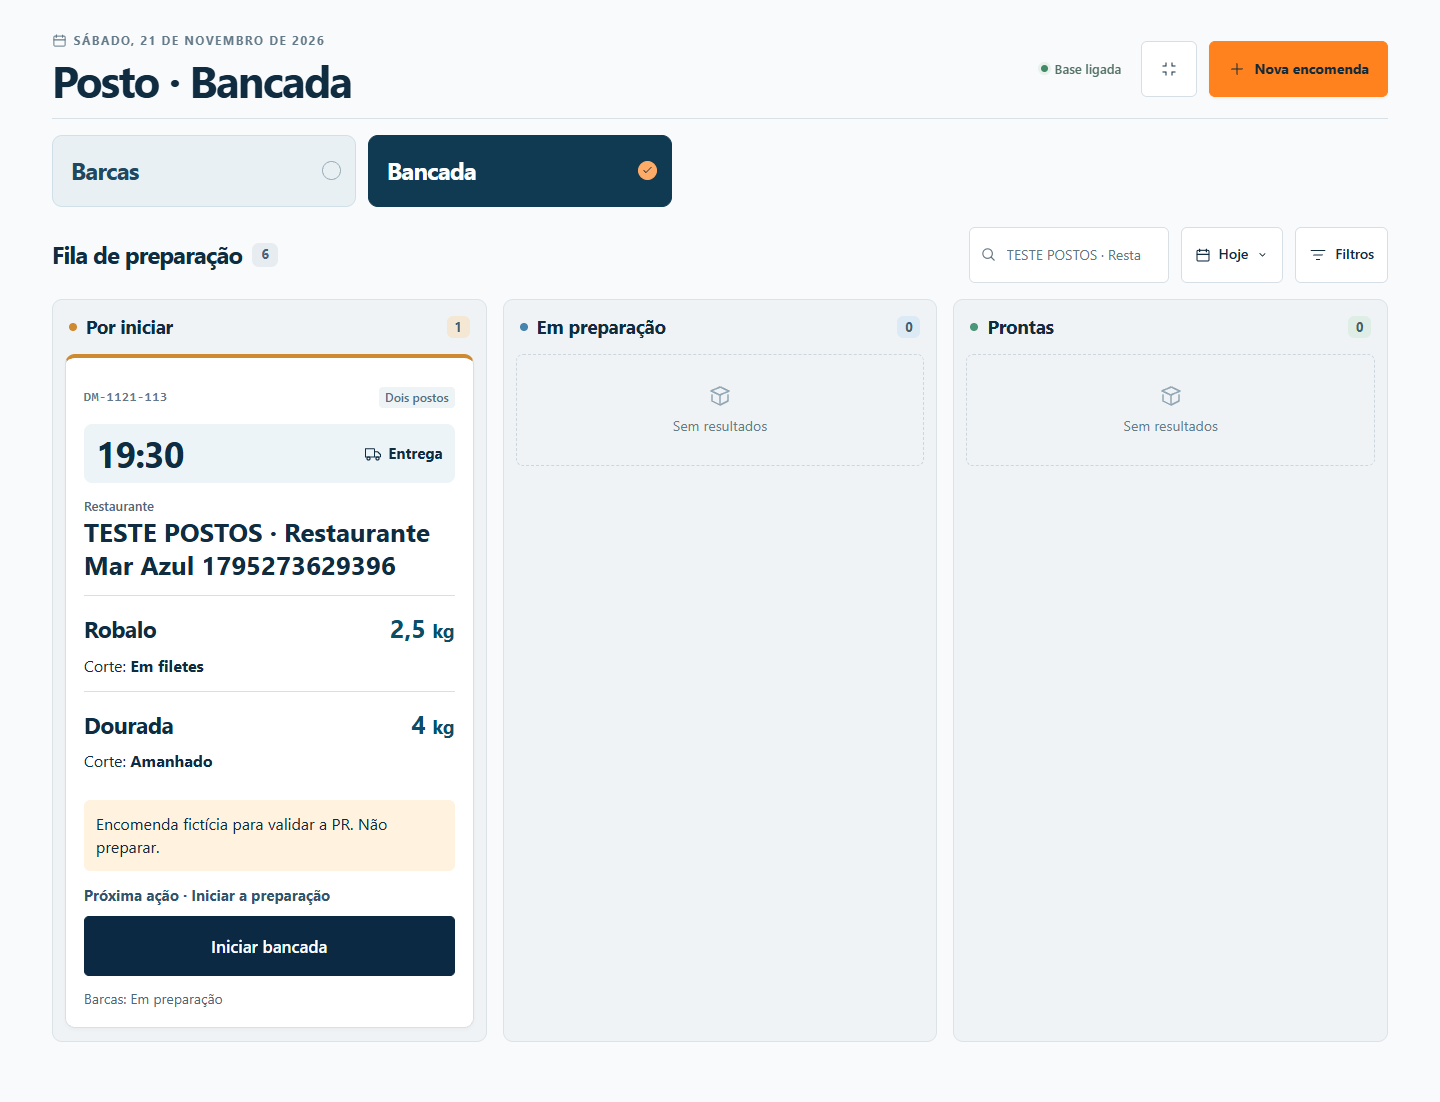 SÁBADO, 21 DE NOVEMBRO DE 2026
Posto · Bancada
Base ligada
Nova encomenda
Barcas
Bancada
Fila de preparação 6
TESTE POSTOS · Resta
Hoje
Filtros
Por iniciar 1
DM-1121-113
Dois postos
19:30
Entrega
Restaurante
TESTE POSTOS · Restaurante
Mar Azul 1795273629396
Robalo 2,5 kg
Corte: Em filetes
Dourada 4 kg
Corte: Amanhado
Encomenda fictícia para validar a PR. Não
preparar.
Próxima ação · Iniciar a preparação
Iniciar bancada
Barcas: Em preparação
Em preparação 0
Sem resultados
Prontas 0
Sem resultados